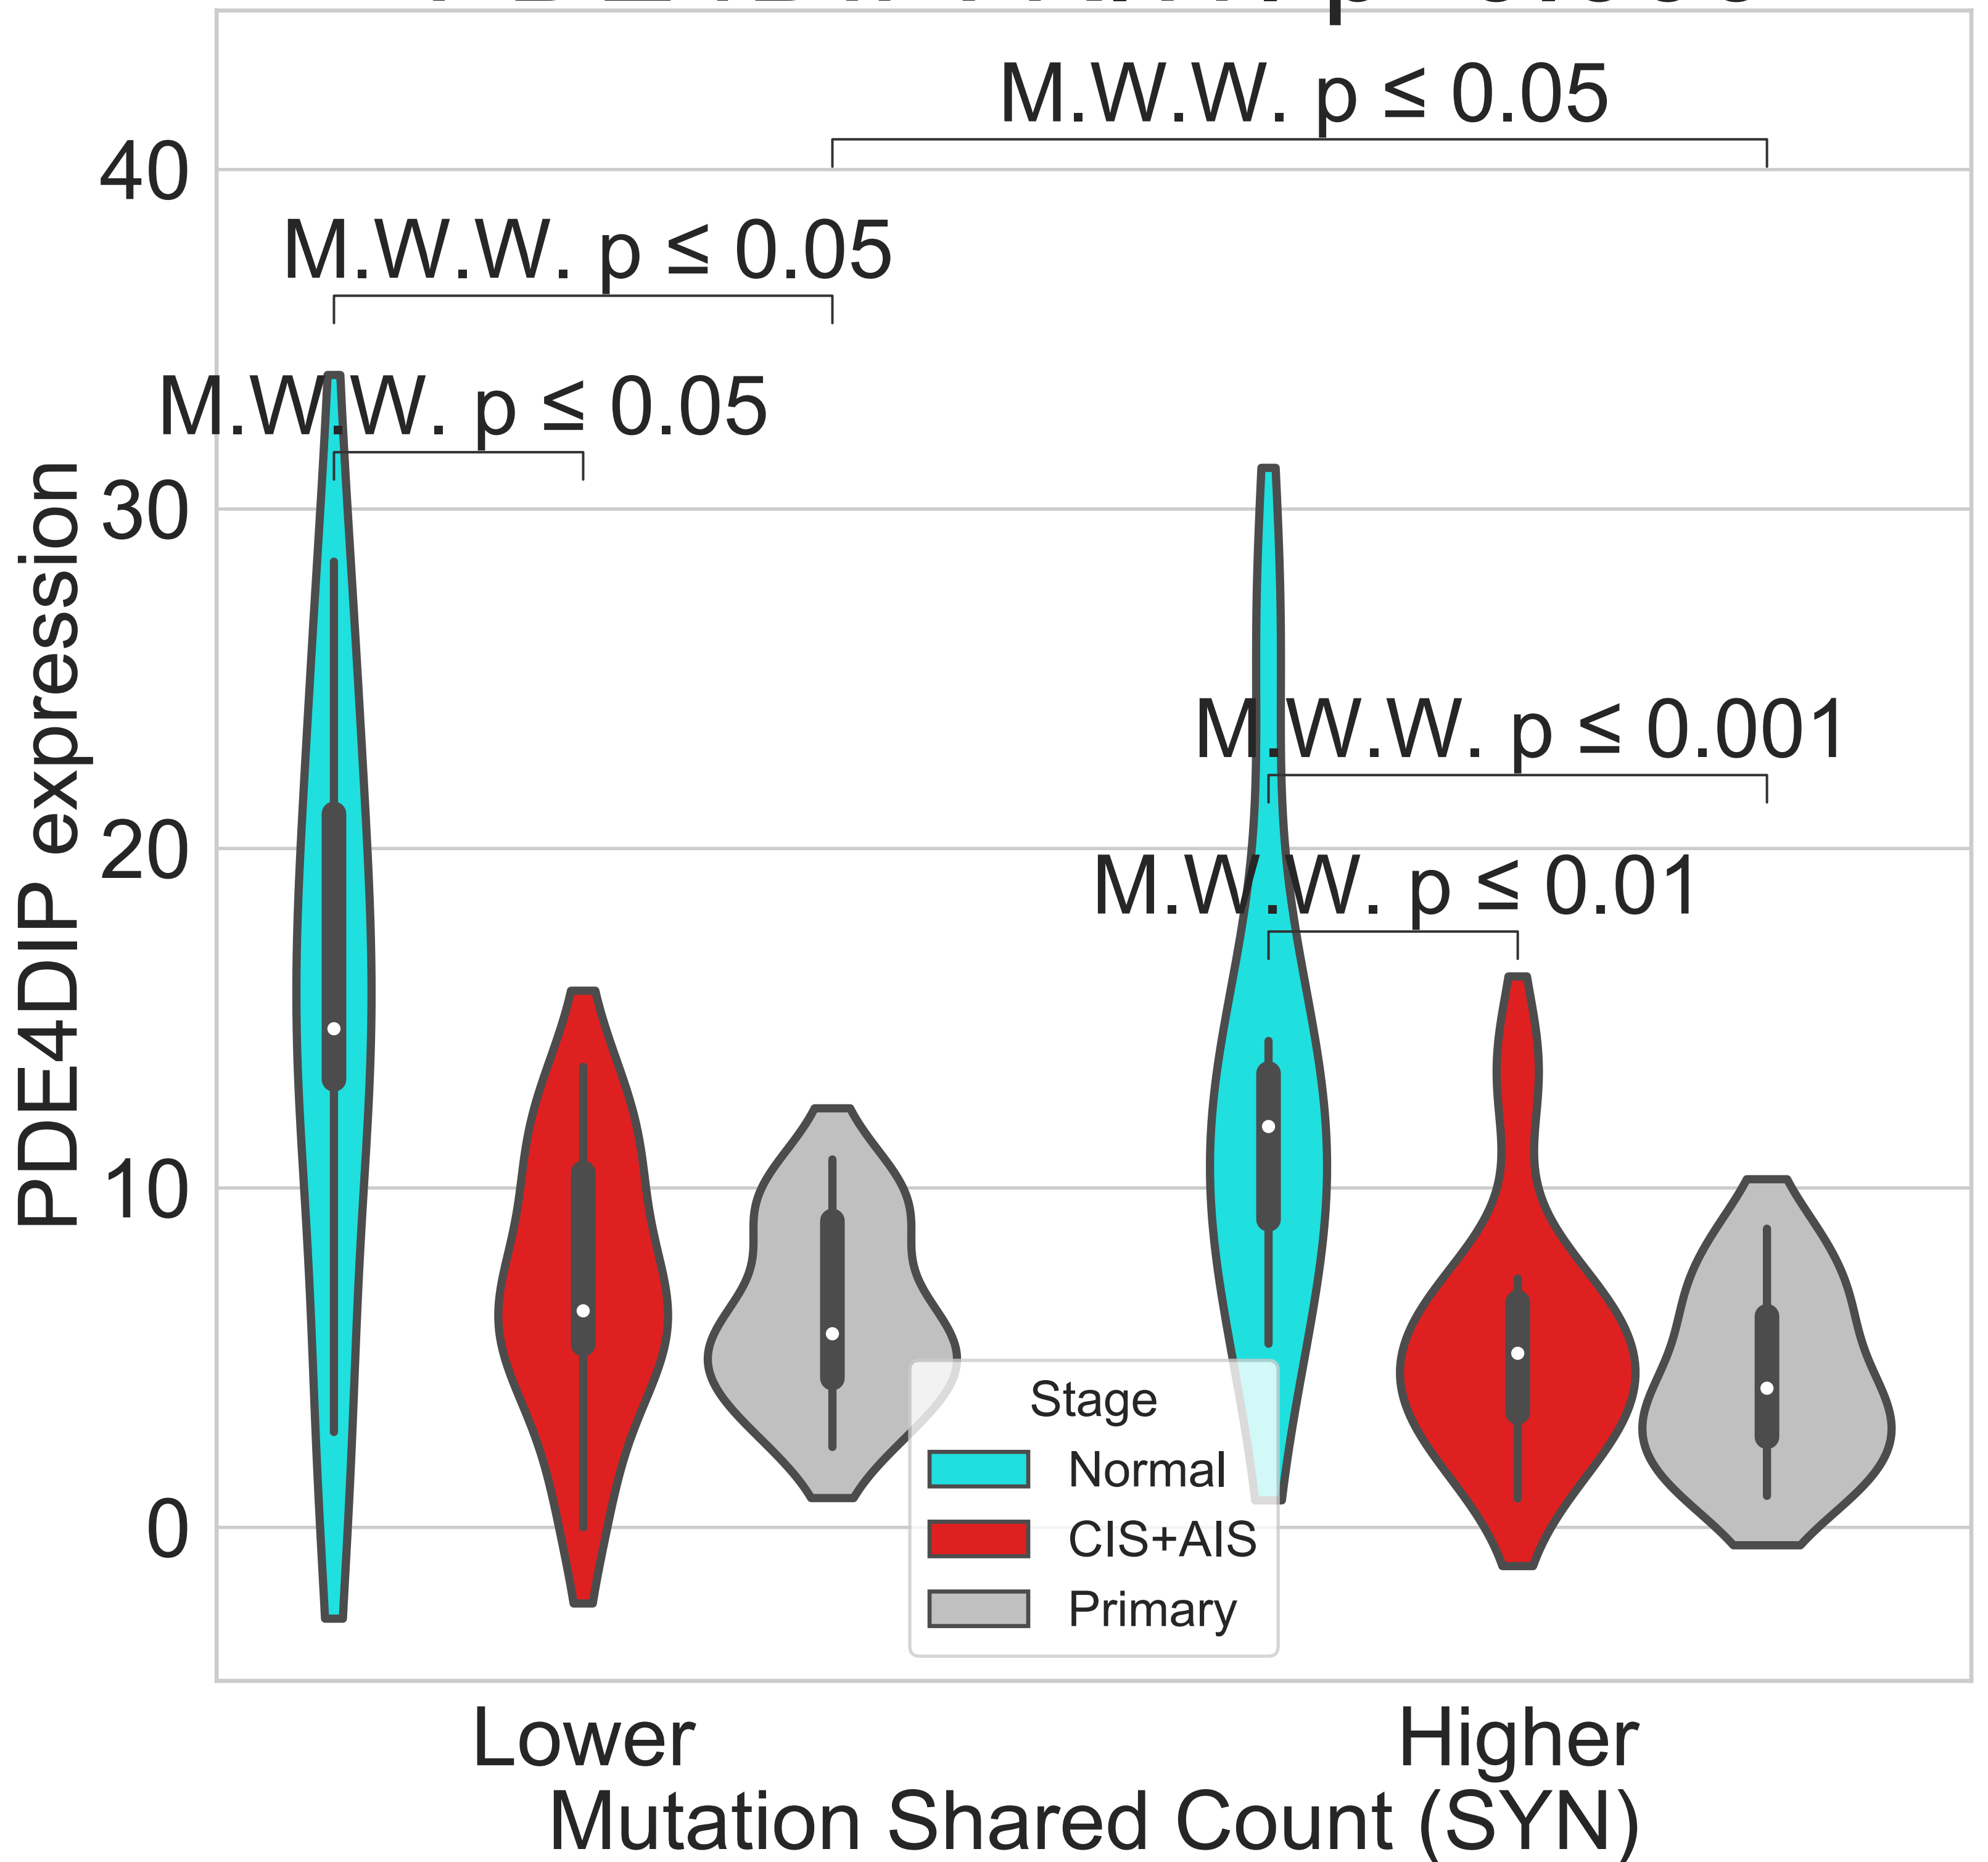 M.W.W. p ≤ 0.05
40
M.W.W. p ≤ 0.05
M.W.W. p ≤ 0.05
30
M.W.W. p ≤ 0.001
20
M.W.W. p ≤ 0.01
10
0
PDE4DIP expression
Stage
Normal
CIS+AIS
Primary
Lower
Higher
Mutation Shared Count (SYN)